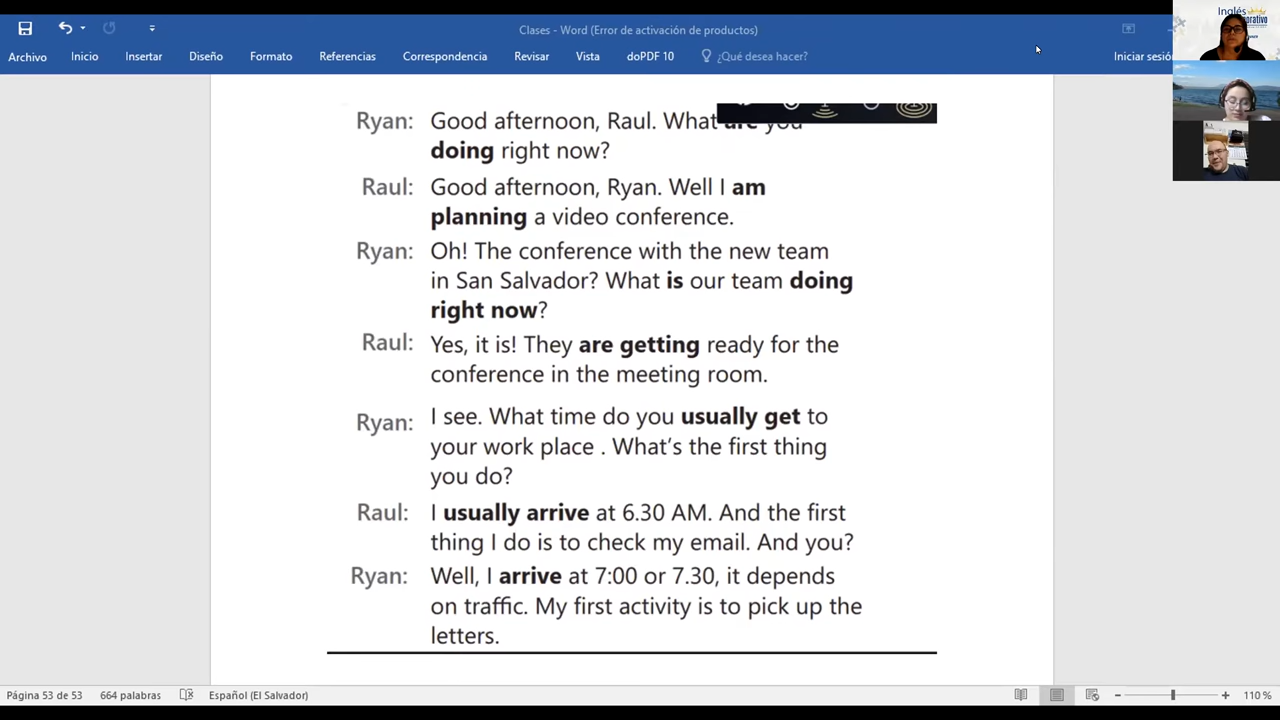 Clases - Word (Error de activación de productos)
Archivo Inicio Insertar Diseño Formato Referencias Correspondencia Revisar Vista doPDF 10 ¿Qué desea hacer? Iniciar sesió
Inglés
Ryan: Good afternoon, Raul. What are you
doing right now?
Raul: Good afternoon, Ryan. Well I am
planning a video conference.
Ryan: Oh! The conference with the new team
in San Salvador? What is our team doing
right now?
Raul: Yes, it is! They are getting ready for the
conference in the meeting room.
Ryan: I see. What time do you usually get to
your work place . What's the first thing
you do?
Raul: I usually arrive at 6.30 AM. And the first
thing I do is to check my email. And you?
Ryan: Well, I arrive at 7:00 or 7.30, it depends
on traffic. My first activity is to pick up the
letters.
Página 53 de 53 664 palabras Español (El Salvador) 110 %